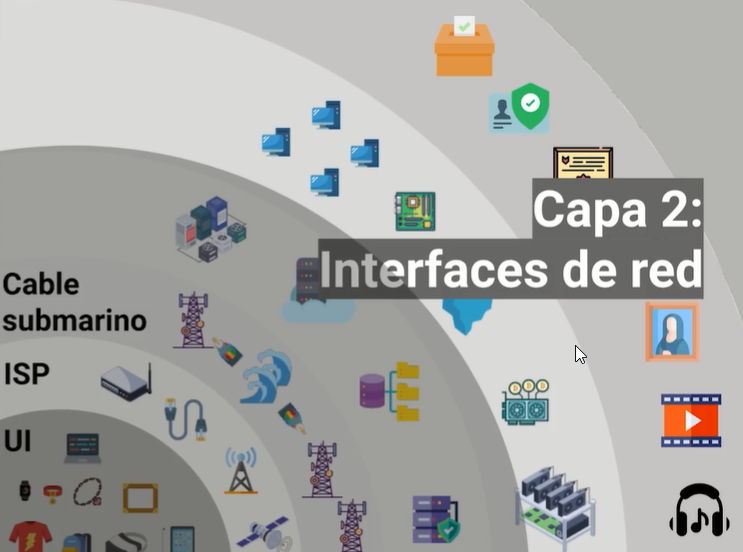 Capa 2:
Interfaces de red
Cable
submarino
ISP
UI